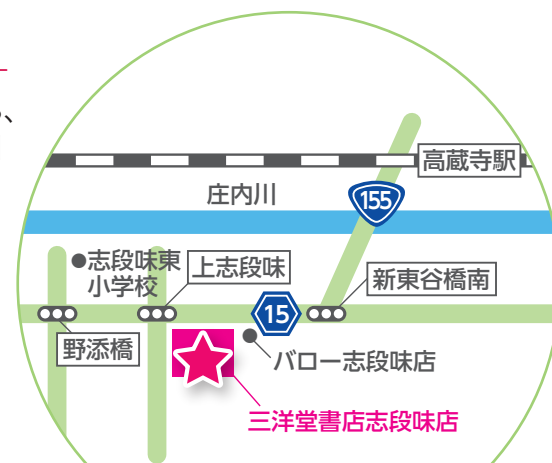 、
高蔵寺駅
庄内川
155
志段味東
小学校
上志段味
新東谷橋南
15
野添橋
バロー志段味店
三洋堂書店志段味店